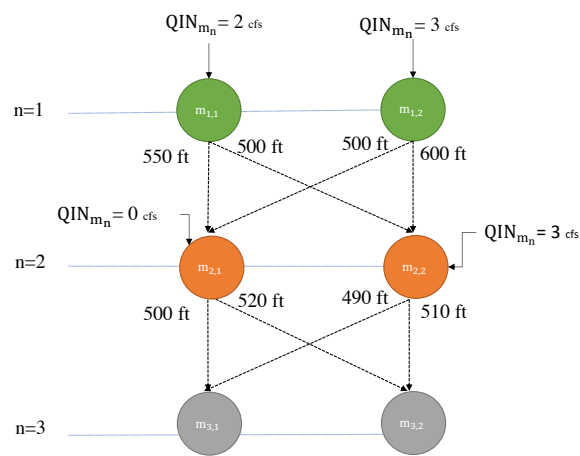 QINₘₙ = 2 cfs
QINₘₙ = 3 cfs
n=1
m₁,₁
m₁,₂
550 ft
500 ft
500 ft
600 ft
QINₘₙ = 0 cfs
QINₘₙ = 3 cfs
n=2
m₂,₁
m₂,₂
500 ft
520 ft
490 ft
510 ft
n=3
m₃,₁
m₃,₂